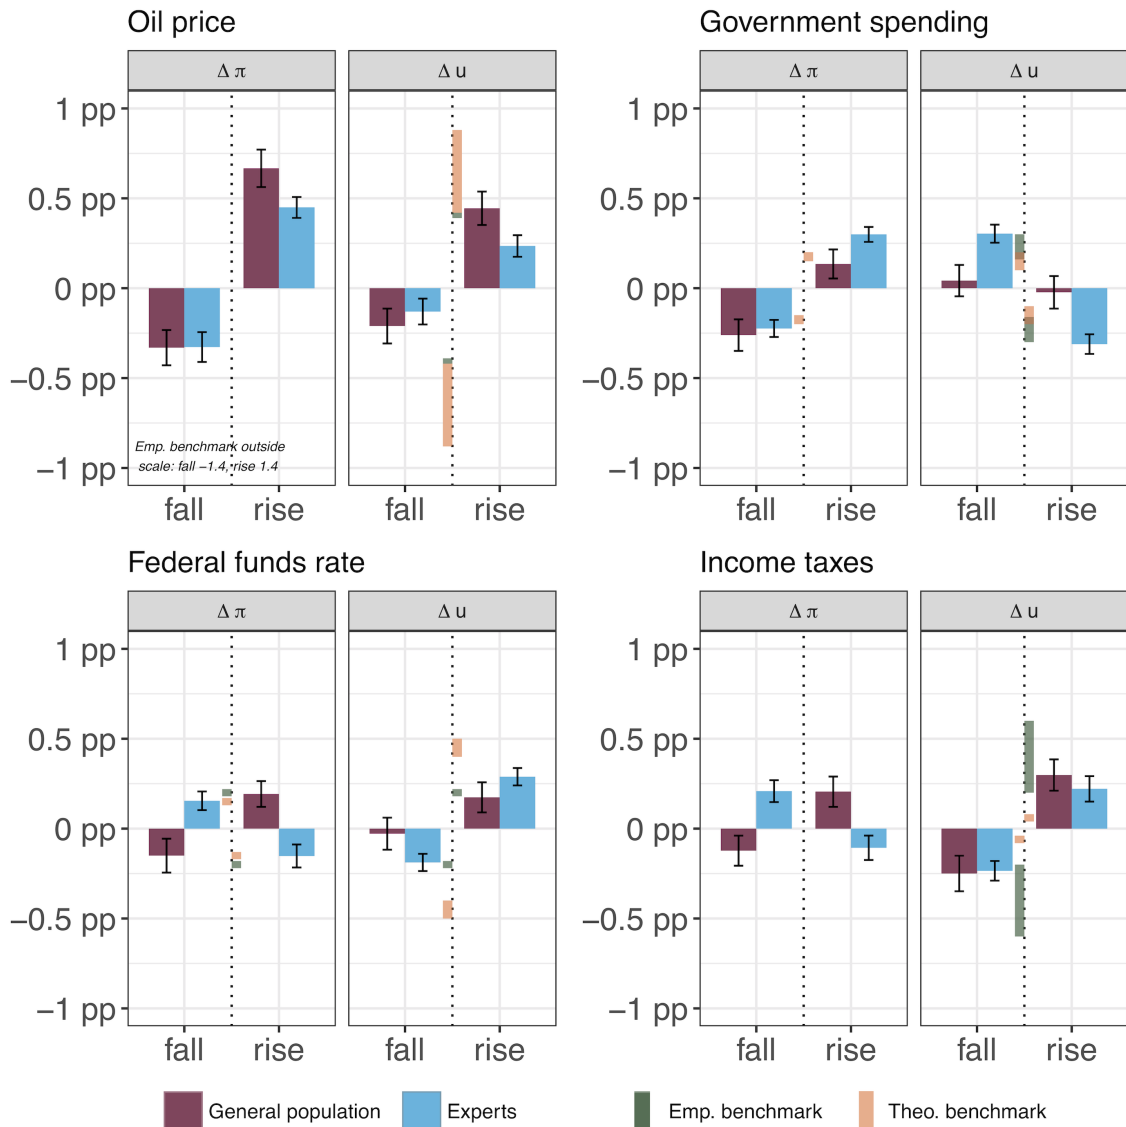 Oil price
Government spending
Δ π
Δ u
Δ π
Δ u
1 pp
0.5 pp
0 pp
−0.5 pp
−1 pp
Emp. benchmark outside
scale: fall −1.4, rise 1.4
fall
rise
fall
rise
1 pp
0.5 pp
0 pp
−0.5 pp
−1 pp
fall
rise
fall
rise
Federal funds rate
Income taxes
Δ π
Δ u
Δ π
Δ u
1 pp
0.5 pp
0 pp
−0.5 pp
−1 pp
fall
rise
fall
rise
1 pp
0.5 pp
0 pp
−0.5 pp
−1 pp
fall
rise
fall
rise
General population
Experts
Emp. benchmark
Theo. benchmark